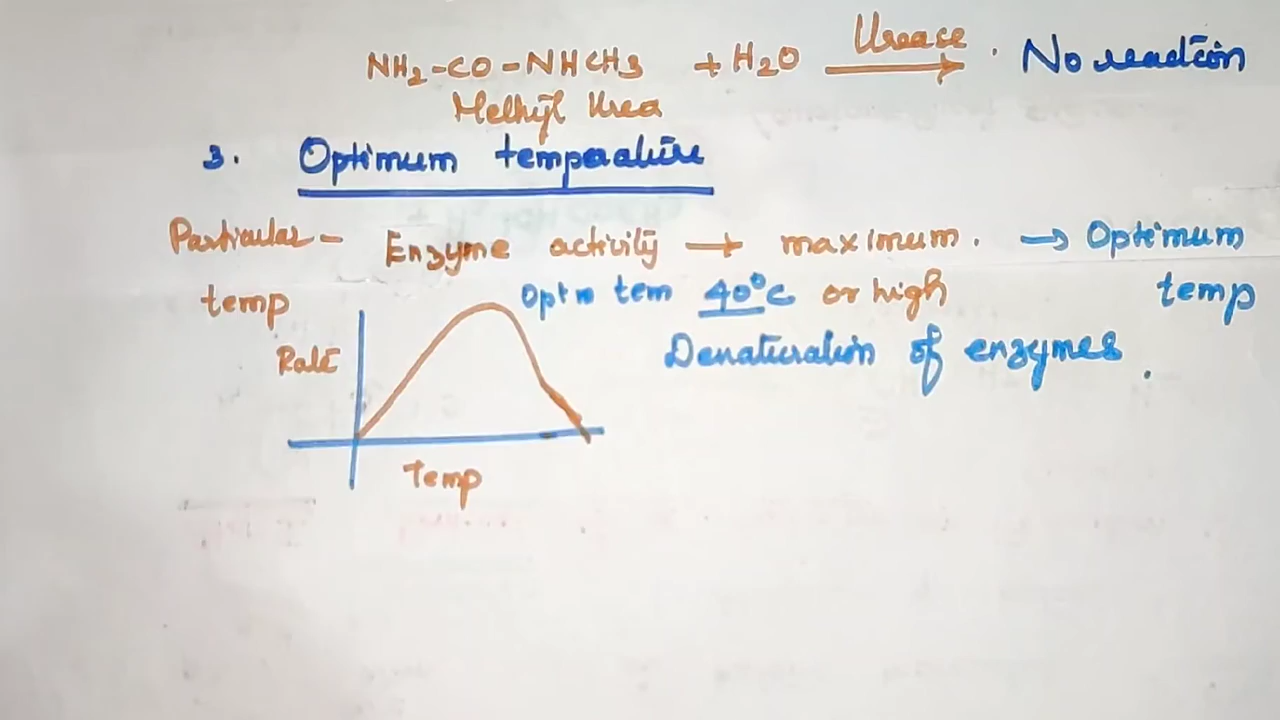 NH2-CO-NHCH3 + H2O Urease No reaction
Methyl Urea
3. Optimum temperature
Particular - Enzyme activity → maximum. → Optimum
temp Optm tem 40°C or high temp
Rate Denaturation of enzymes.
Temp